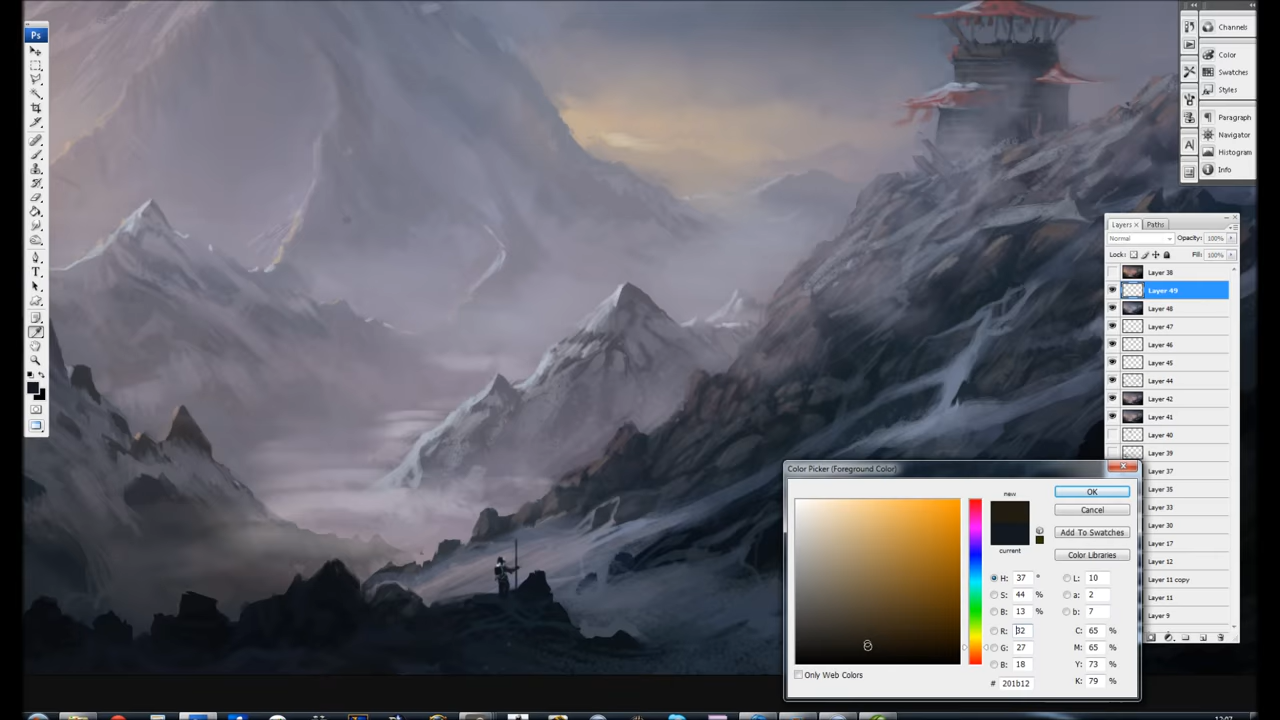 Ps
T
Channels
Color
Swatches
Styles
Paragraph
Navigator
Histogram
Info
A
Layers × Paths
Normal Opacity: 100%
Lock: Fill: 100%
Layer 38
Layer 49
Layer 48
Layer 47
Layer 46
Layer 45
Layer 44
Layer 42
Layer 41
Layer 40
Layer 39
Layer 37
Layer 35
Layer 33
Layer 30
Layer 17
Layer 12
Layer 11 copy
Layer 11
Layer 9
Color Picker (Foreground Color)
new
current
OK
Cancel
Add To Swatches
Color Libraries
H: 37 ° L: 10
S: 44 % a: 2
B: 13 % b: 7
R: 32 C: 65 %
G: 27 M: 65 %
B: 18 Y: 73 %
# 201b12 K: 79 %
Only Web Colors
12:07